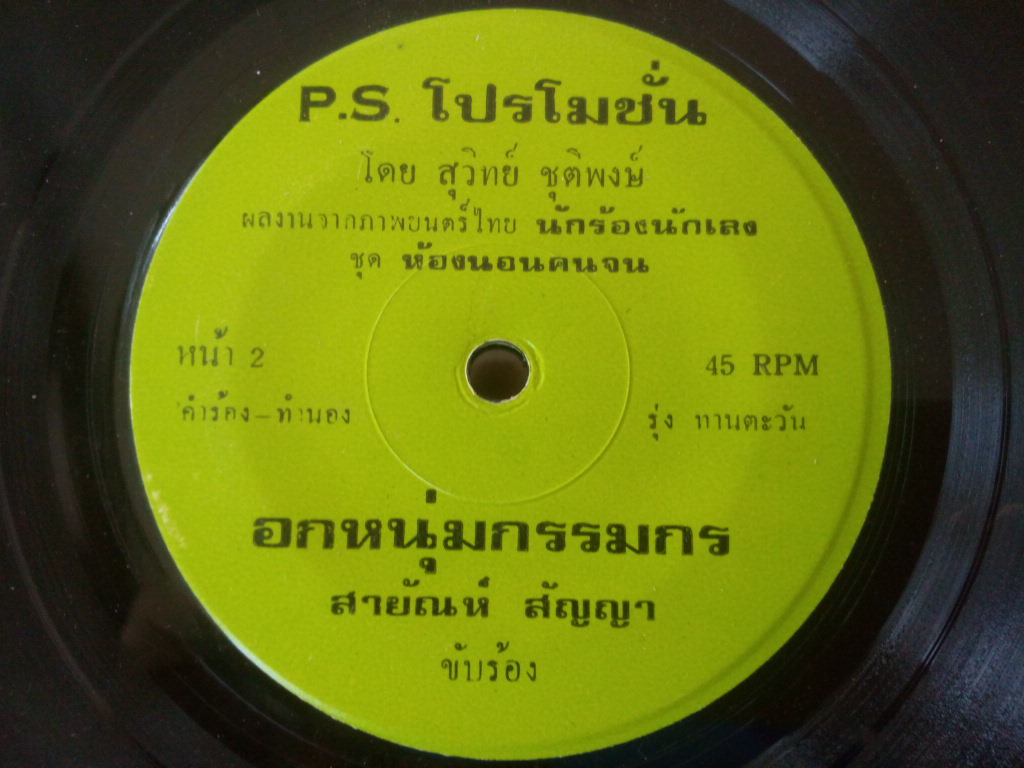 P.S. โปรโมชั่น
โดย สุวิทย์ ชุติพงษ์
ผลงานจากภาพยนตร์ไทย นักร้องนักเลง
ชุด ห้องนอนคนจน
หน้า 2
45 RPM
คำร้อง – ทำนอง
รุ่ง ทานตะวัน
อกหนุ่มกรรมกร
สายัณห์ สัญญา
ขับร้อง